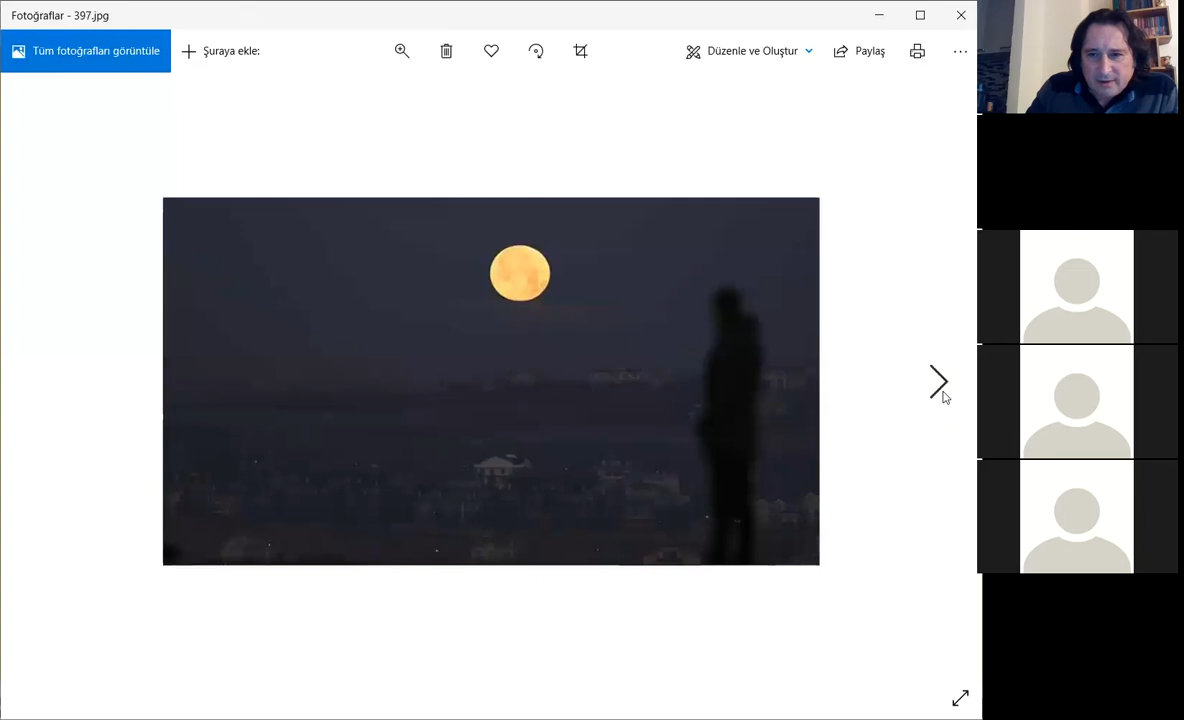 Fotoğraflar - 397.jpg
Tüm fotoğrafları görüntüle
Şuraya ekle:
Düzenle ve Oluştur
Paylaş